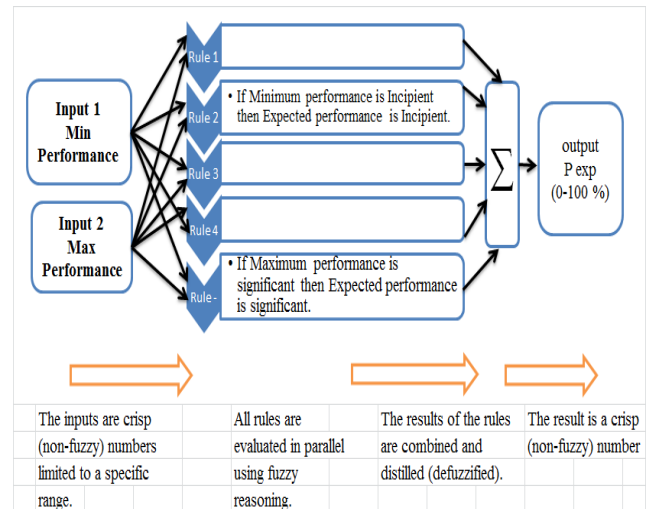 Input 1
Min
Performance
Input 2
Max
Performance
Rule 1
Rule 2
• If Minimum performance is Incipient
then Expected performance is Incipient.
Rule 3
Rule 4
Rule-
• If Maximum performance is
significant then Expected performance
is significant.
∑
output
P exp
(0-100 %)
The inputs are crisp
(non-fuzzy) numbers
limited to a specific
range.
All rules are
evaluated in parallel
using fuzzy
reasoning.
The results of the rules
are combined and
distilled (defuzzified).
The result is a crisp
(non-fuzzy) number